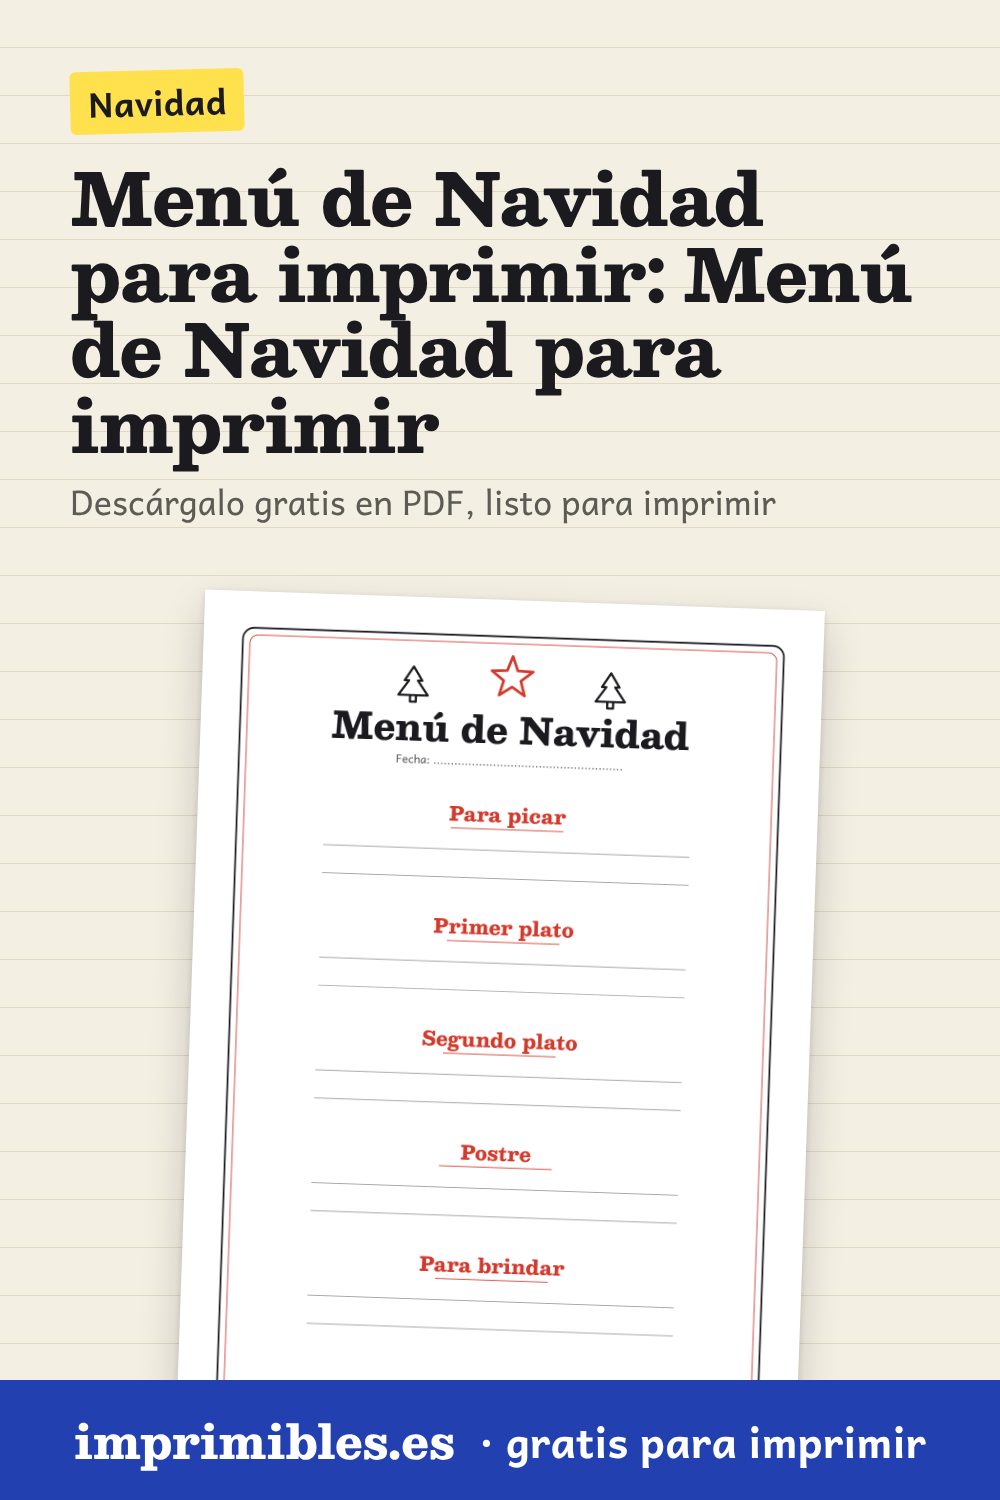 Navidad
Menú de Navidad
para imprimir: Menú
de Navidad para
imprimir
Descárgalo gratis en PDF, listo para imprimir
Menú de Navidad
Fecha: ......................................................
Para picar
Primer plato
Segundo plato
Postre
Para brindar
imprimibles.es · gratis para imprimir